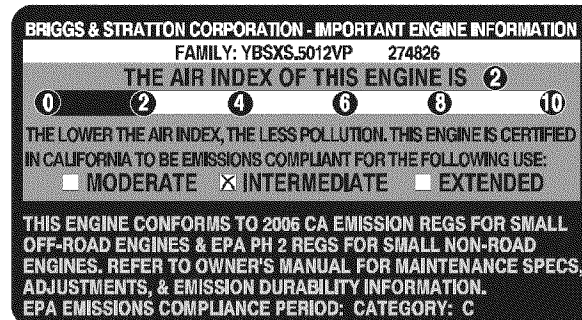 BRIGGS & STRATTON CORPORATION - IMPORTANT ENGINE INFORMATION
FAMILY: YBSXS.5012VP 274826
THE AIR INDEX OF THIS ENGINE IS 2
0 2 4 6 8 10
THE LOWER THE AIR INDEX, THE LESS POLLUTION. THIS ENGINE IS CERTIFIED
IN CALIFORNIA TO BE EMISSIONS COMPLIANT FOR THE FOLLOWING USE:
MODERATE INTERMEDIATE EXTENDED
THIS ENGINE CONFORMS TO 2006 CA EMISSION REGS FOR SMALL
OFF-ROAD ENGINES & EPA PH 2 REGS FOR SMALL NON-ROAD
ENGINES. REFER TO OWNER'S MANUAL FOR MAINTENANCE SPECS,
ADJUSTMENTS, & EMISSION DURABILITY INFORMATION.
EPA EMISSIONS COMPLIANCE PERIOD: CATEGORY: C